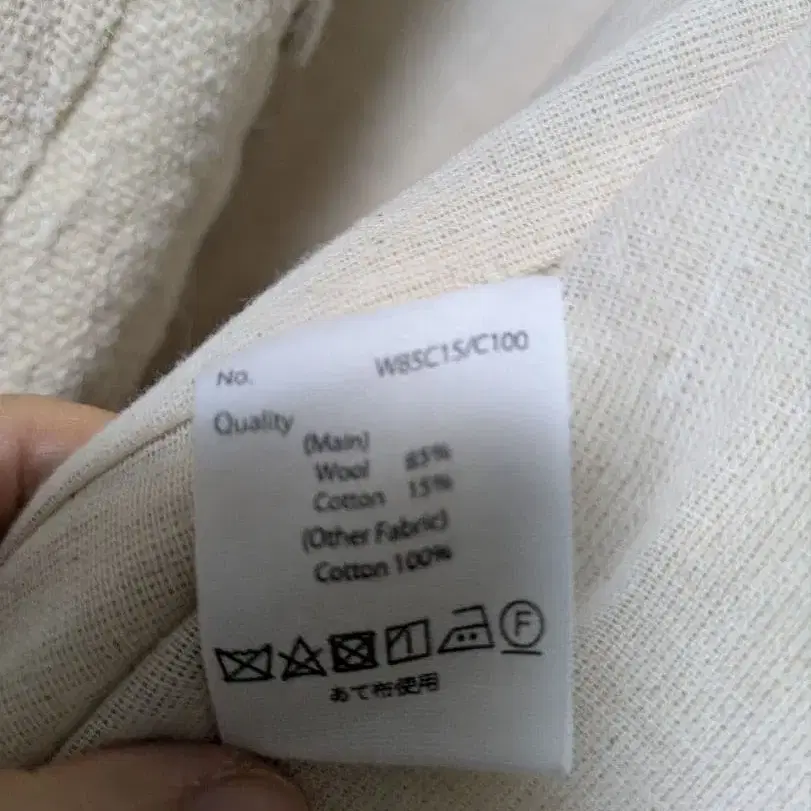 No. W85C15/C100
Quality
(Main)
Wool 85%
Cotton 15%
(Other Fabric)
Cotton 100%
F
あて布使用